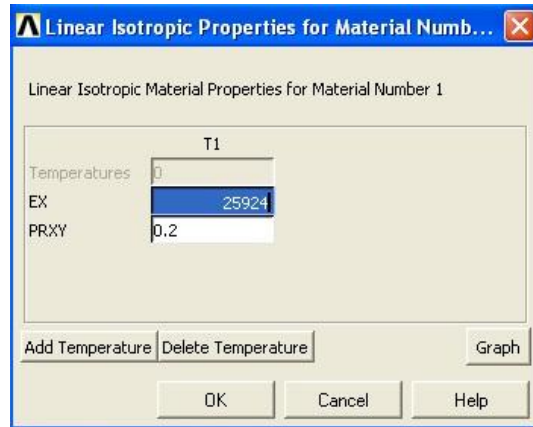 Linear Isotropic Properties for Material Numb...
Linear Isotropic Material Properties for Material Number 1
T1
Temperatures 0
EX 25924
PRXY 0.2
Add Temperature Delete Temperature Graph
OK Cancel Help